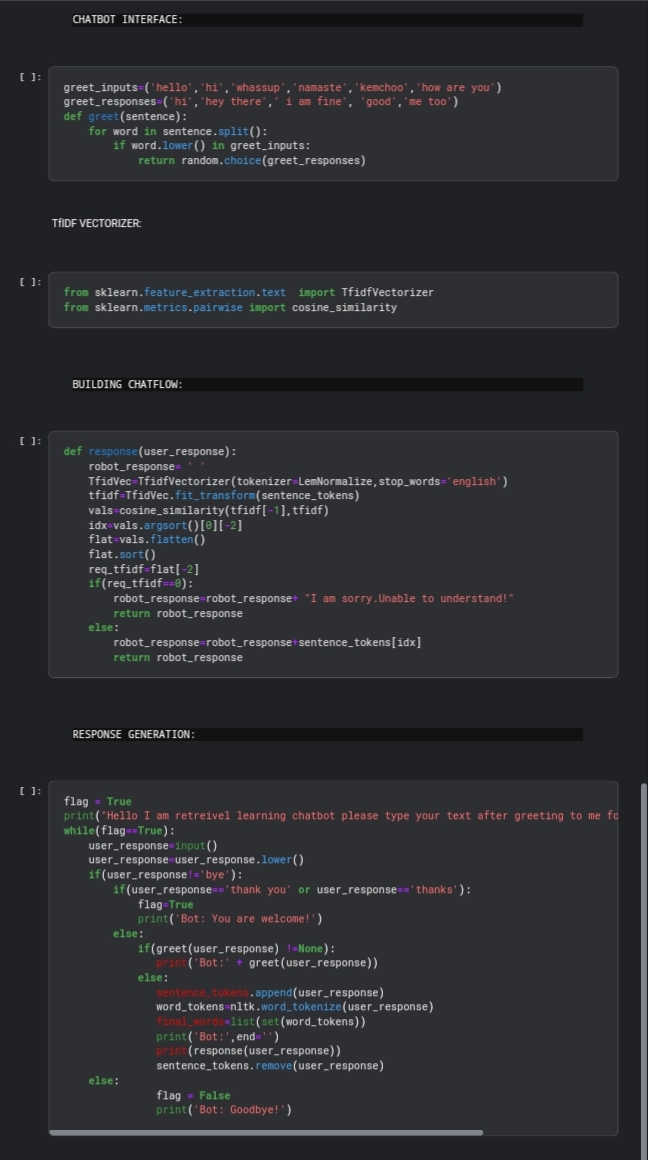 CHATBOT INTERFACE:
[ ]:
greet_inputs=('hello','hi','whassup','namaste','kemchoo','how are you')
greet_responses=('hi','hey there',' i am fine', 'good','me too')
def greet(sentence):
    for word in sentence.split():
        if word.lower() in greet_inputs:
            return random.choice(greet_responses)
TfIDF VECTORIZER:
[ ]:
from sklearn.feature_extraction.text  import TfidfVectorizer
from sklearn.metrics.pairwise import cosine_similarity
BUILDING CHATFLOW:
[ ]:
def response(user_response):
    robot_response= ' '
    TfidVec=TfidfVectorizer(tokenizer=LemNormalize,stop_words='english')
    tfidf=TfidVec.fit_transform(sentence_tokens)
    vals=cosine_similarity(tfidf[-1],tfidf)
    idx=vals.argsort()[0][-2]
    flat=vals.flatten()
    flat.sort()
    req_tfidf=flat[-2]
    if(req_tfidf==0):
        robot_response=robot_response+ "I am sorry.Unable to understand!"
        return robot_response
    else:
        robot_response=robot_response+sentence_tokens[idx]
        return robot_response
RESPONSE GENERATION:
[ ]:
flag = True
print("Hello I am retreivel learning chatbot please type your text after greeting to me fo
while(flag==True):
    user_response=input()
    user_response=user_response.lower()
    if(user_response!='bye'):
        if(user_response=='thank you' or user_response=='thanks'):
            flag=True
            print('Bot: You are welcome!')
        else:
            if(greet(user_response) !=None):
               print('Bot:' + greet(user_response))
            else:
               sentence_tokens.append(user_response)
               word_tokens=nltk.word_tokenize(user_response)
               final_words=list(set(word_tokens))
               print('Bot:',end='')
               print(response(user_response))
               sentence_tokens.remove(user_response)
    else:
               flag = False
               print('Bot: Goodbye!')